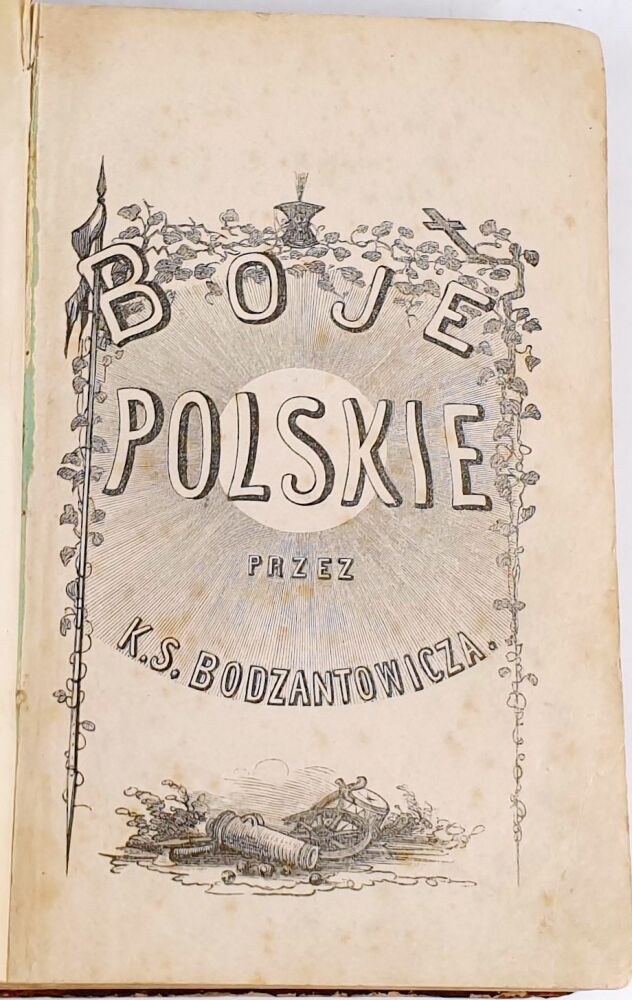 BOJE
POLSKIE
PRZEZ
K.S. BODZANTOWICZA.